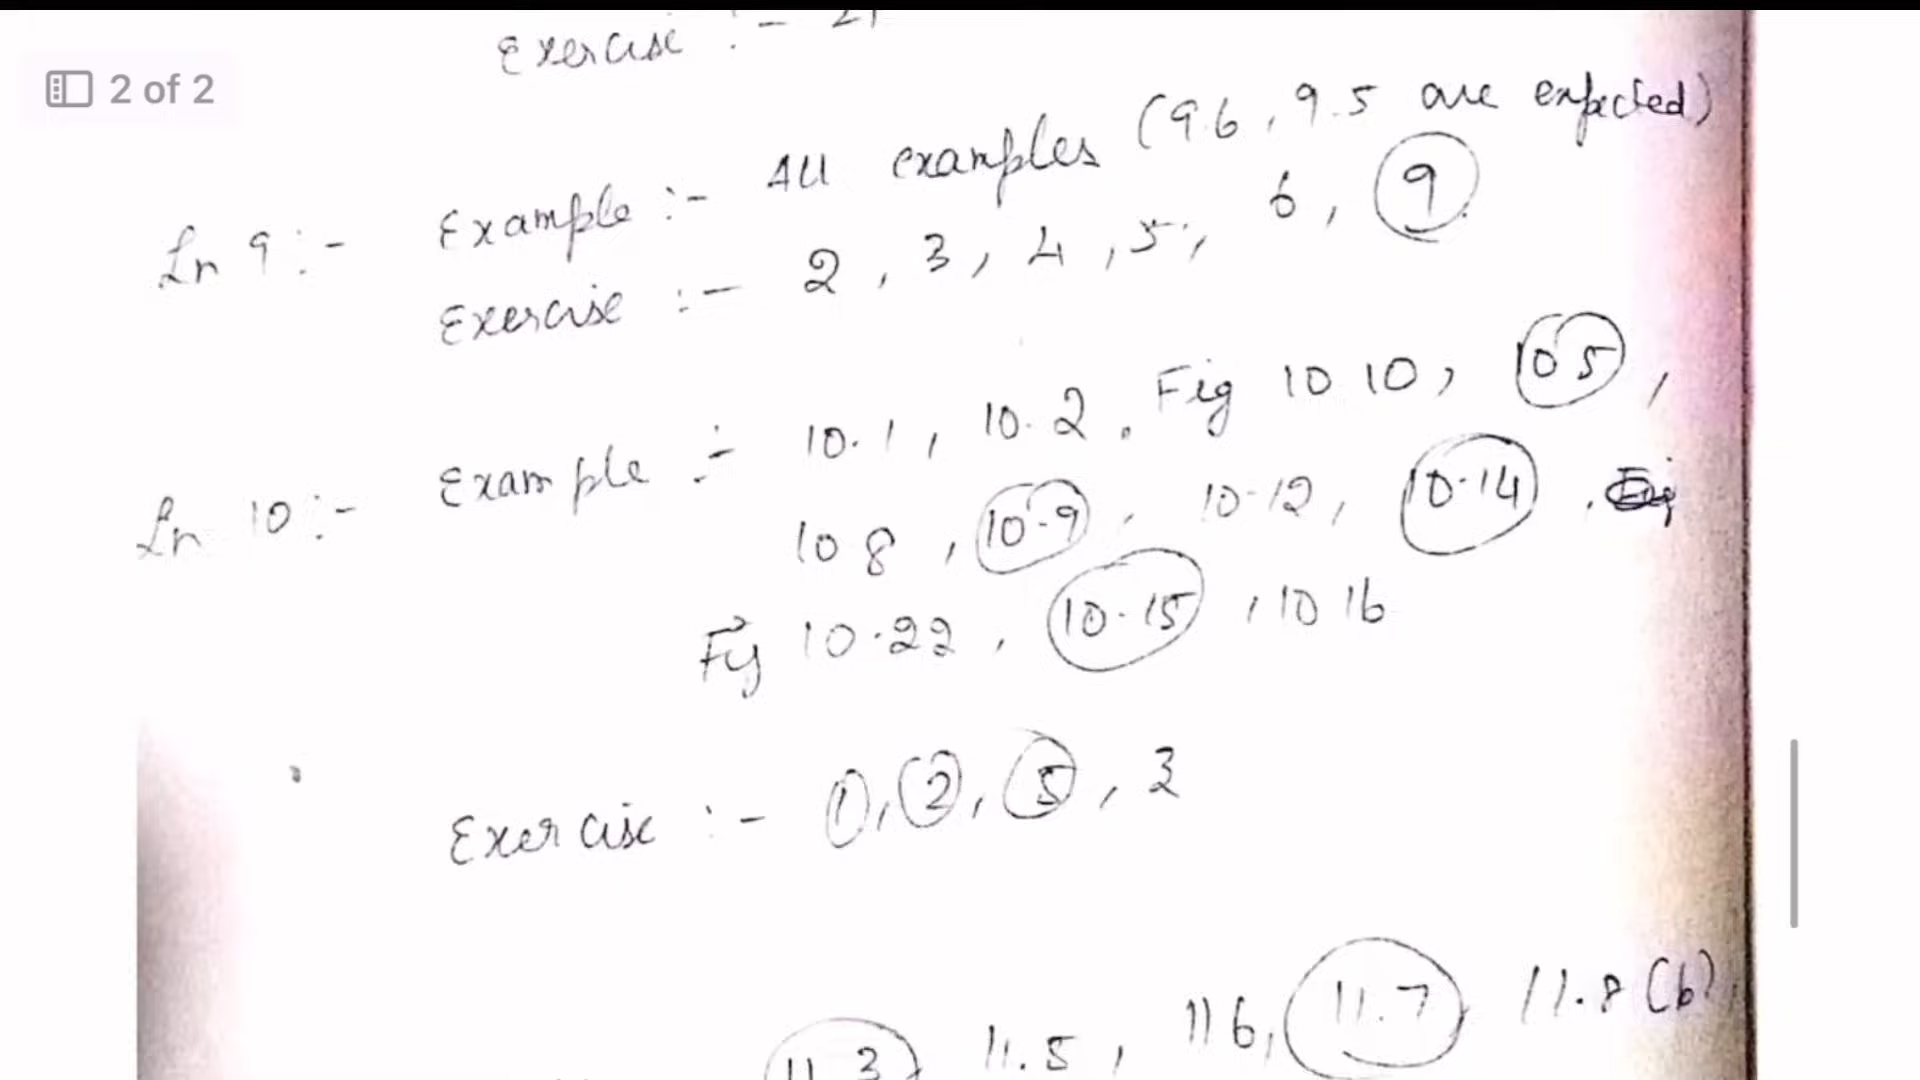 Exercise :-
2 of 2
Ln 9 :- Example :- All examples (9.6, 9.5 are expected)
Exercise :- 2, 3, 4, 5, 6, 9
Ln 10 :- Example :- 10.1, 10.2, Fig 10 10, 10 5,
10 8, 10.9, 10.12, 10.14,
Fig 10.22, 10.15, 10 16
Exercise :- 1, 2, 5, 3
11 3 11.5, 11 6, 11.7, 11.8 (b)